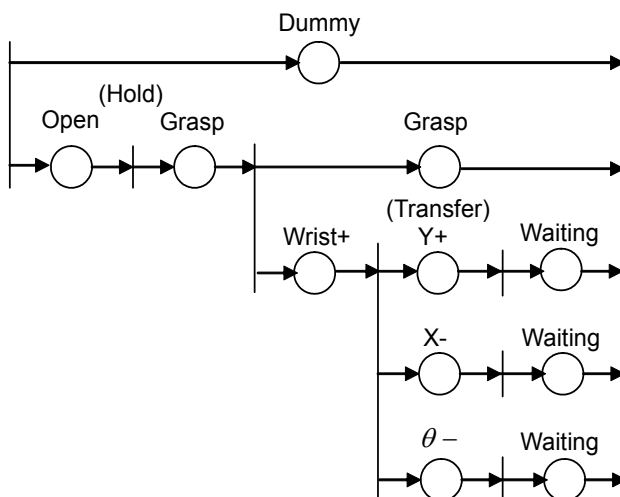 Dummy
(Hold)
Open Grasp Grasp
(Transfer)
Wrist+ Y+ Waiting
X- Waiting
θ − Waiting